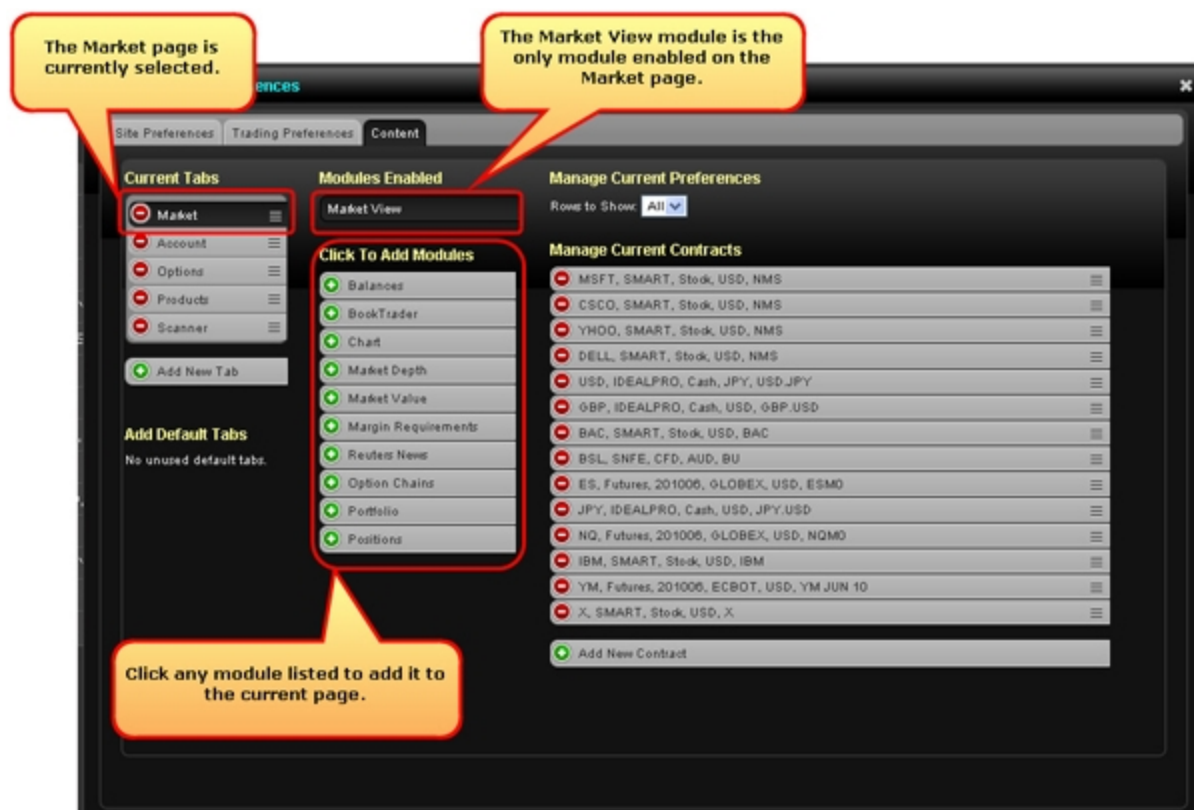 The Market page is
currently selected.
The Market View module is the
only module enabled on the
Market page.
ences
Site Preferences
Trading Preferences
Content
Current Tabs
Market
Account
Options
Products
Scanner
Add New Tab
Add Default Tabs
No unused default tabs.
Modules Enabled
Market View
Click To Add Modules
Balances
BookTrader
Chart
Market Depth
Market Value
Margin Requirements
Reuters News
Option Chains
Portfolio
Positions
Manage Current Preferences
Rows to Show: All
Manage Current Contracts
MSFT, SMART, Stock, USD, NMS
CSCO, SMART, Stock, USD, NMS
YHOO, SMART, Stock, USD, NMS
DELL, SMART, Stock, USD, NMS
USD, IDEALPRO, Cash, JPY, USD.JPY
GBP, IDEALPRO, Cash, USD, GBP.USD
BAC, SMART, Stock, USD, BAC
BSL, SNFE, CFD, AUD, BU
ES, Futures, 201006, GLOBEX, USD, ESM0
JPY, IDEALPRO, Cash, USD, JPY.USD
NQ, Futures, 201006, GLOBEX, USD, NQM0
IBM, SMART, Stock, USD, IBM
YM, Futures, 201006, ECBOT, USD, YM JUN 10
X, SMART, Stock, USD, X
Add New Contract
Click any module listed to add it to
the current page.